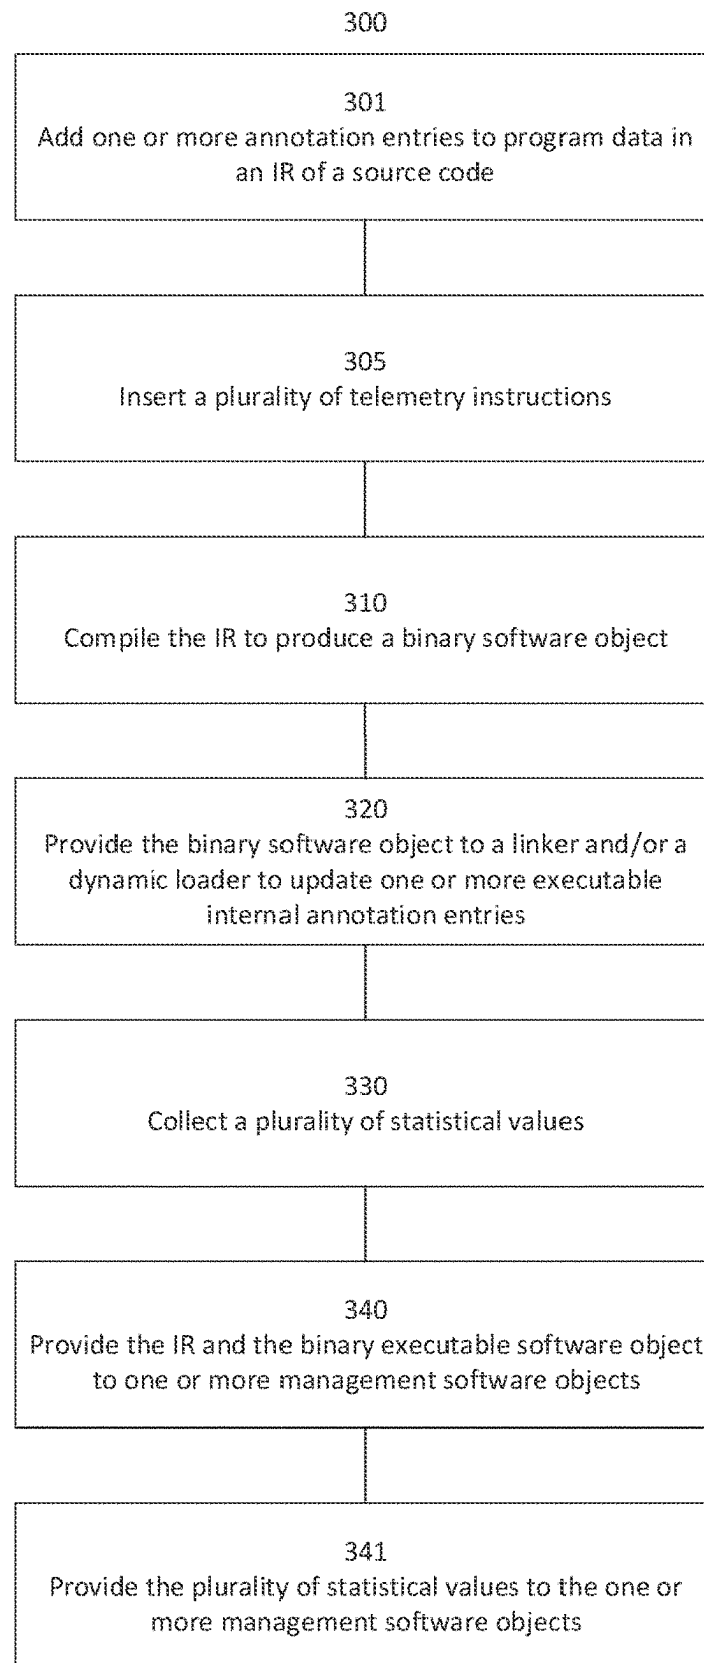 300
301
Add one or more annotation entries to program data in
an IR of a source code
305
Insert a plurality of telemetry instructions
310
Compile the IR to produce a binary software object
320
Provide the binary software object to a linker and/or a
dynamic loader to update one or more executable
internal annotation entries
330
Collect a plurality of statistical values
340
Provide the IR and the binary executable software object
to one or more management software objects
341
Provide the plurality of statistical values to the one or
more management software objects